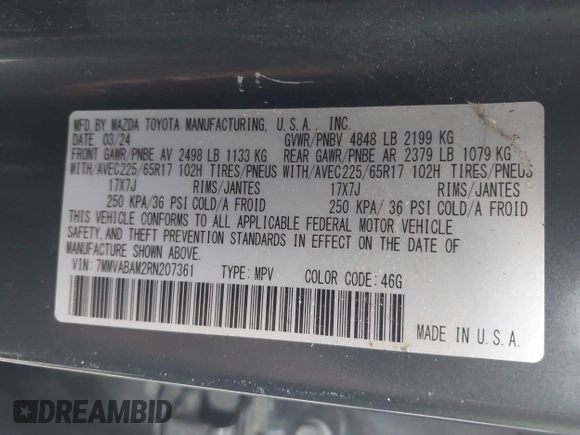 MFD. BY MAZDA TOYOTA MANUFACTURING, U.S.A., INC.
DATE 03/24 GVWR/PNBV 4848 LB 2199 KG
FRONT GAWR/PNBE AV 2498 LB 1133 KG REAR GAWR/PNBE AR 2379 LB 1079 KG
WITH/AVEC225/65R17 102H TIRES/PNEUS WITH/AVEC225/65R17 102H TIRES/PNEUS
17X7J RIMS/JANTES 17X7J RIMS/JANTES
250 KPA/ 36 PSI COLD/A FROID 250 KPA/ 36 PSI COLD/A FROID
THIS VEHICLE CONFORMS TO ALL APPLICABLE FEDERAL MOTOR VEHICLE
SAFETY, AND THEFT PREVENTION STANDARDS IN EFFECT ON THE DATE OF
MANUFACTURE SHOWN ABOVE.
VIN: 7MMVABAM2RN207361 TYPE: MPV COLOR CODE: 46G
MADE IN U.S.A.
DREAMBID